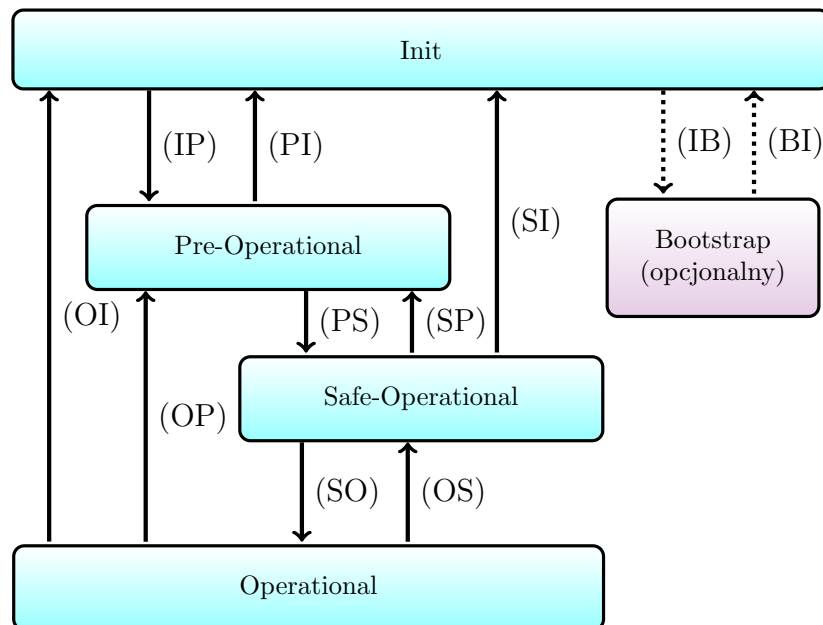 Init
(IP)
(PI)
(IB)
(BI)
(SI)
Pre-Operational
Bootstrap
(opcjonalny)
(OI)
(PS)
(SP)
Safe-Operational
(OP)
(SO)
(OS)
Operational